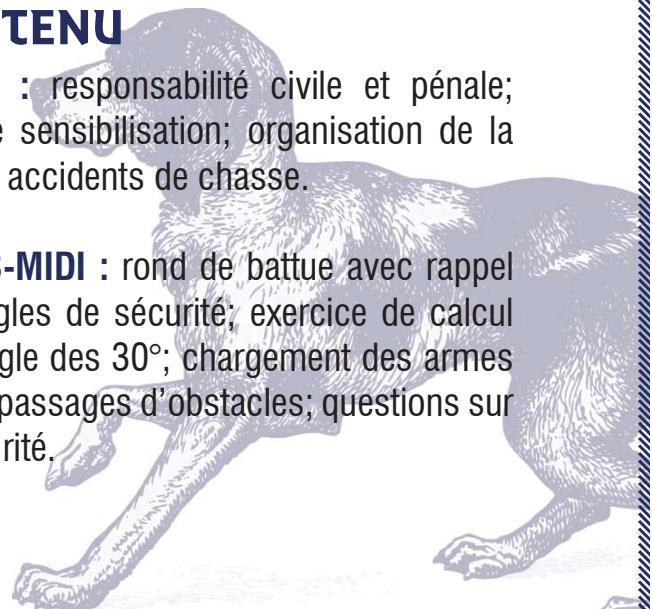 TENU
: responsabilité civile et pénale;
sensibilisation; organisation de la
accidents de chasse.
-MIDI : rond de battue avec rappel
gles de sécurité; exercice de calcul
gle des 30°; chargement des armes
passages d’obstacles; questions sur
rité.